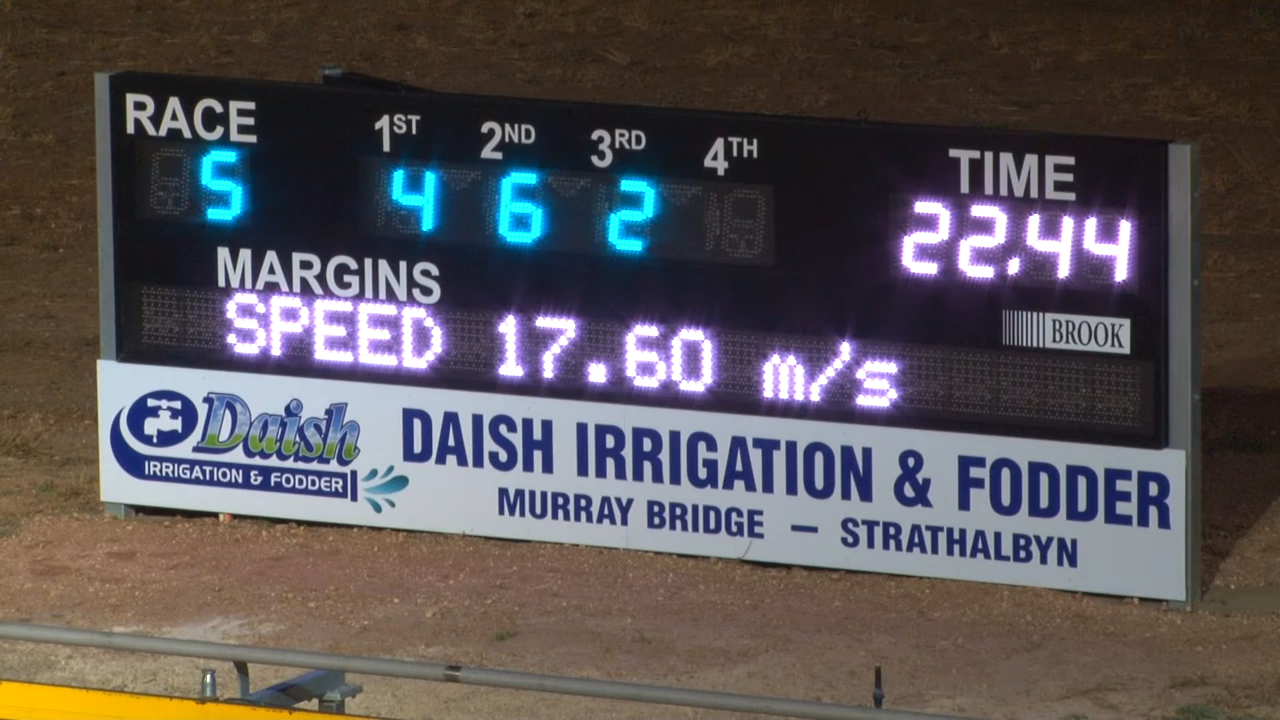 RACE 1ST 2ND 3RD 4TH TIME
5 4 6 2 22.44
MARGINS
SPEED 17.60 m/s
BROOK
Daish
IRRIGATION & FODDER
DAISH IRRIGATION & FODDER
MURRAY BRIDGE — STRATHALBYN